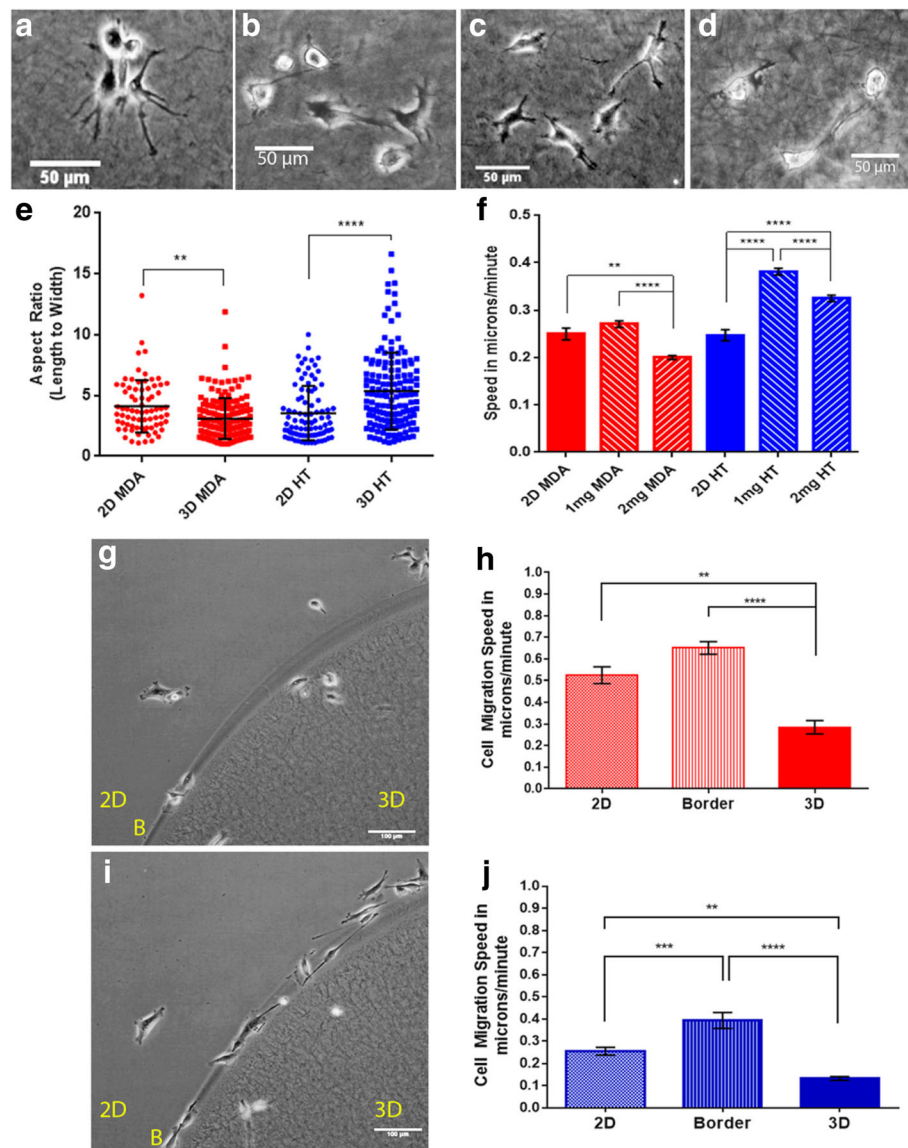 a
b
c
d
50 µm
50 µm
50 µm
50 µm
e
f
20
15
10
5
0
Aspect Ratio
(Length to Width)
**
****
2D MDA
3D MDA
2D HT
3D HT
0.5
0.4
0.3
0.2
0.1
0.0
Speed in microns/minute
**
****
****
****
****
2D MDA
1mg MDA
2mg MDA
2D HT
1mg HT
2mg HT
g
2D
3D
B
100 µm
h
1.0
0.9
0.8
0.7
0.6
0.5
0.4
0.3
0.2
0.1
0.0
Cell Migration Speed in
microns/minute
**
****
2D
Border
3D
i
2D
3D
B
100 µm
j
1.0
0.9
0.8
0.7
0.6
0.5
0.4
0.3
0.2
0.1
0.0
Cell Migration Speed in
microns/minute
**
***
****
2D
Border
3D